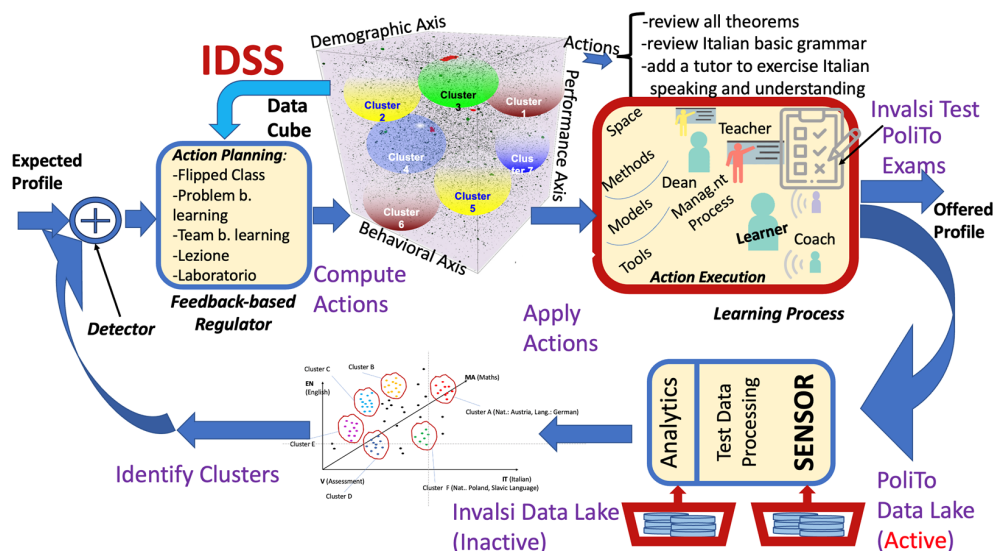 Demographic Axis
IDSS
Data
Cube
Actions
-review all theorems
-review Italian basic grammar
-add a tutor to exercise Italian
speaking and understanding
Cluster
2
Cluster
3
Cluster
1
Cluster
4
Clus
ter 7
Cluster
5
Cluster
6
Performance Axis
Behavioral Axis
Expected
Profile
Action Planning:
-Flipped Class
-Problem b.
learning
-Team b. learning
-Lezione
-Laboratorio
Feedback-based
Regulator
Detector
Compute
Actions
Space
Methods
Models
Tools
Teacher
Dean
Manag.nt
Process
Learner
Coach
Action Execution
Learning Process
Invalsi Test
PoliTo
Exams
Offered
Profile
Apply
Actions
Analytics
Test Data
Processing
SENSOR
PoliTo
Data Lake
(Active)
Invalsi Data Lake
(Inactive)
Identify Clusters
Cluster C
Cluster B
EN
(English)
MA (Maths)
Cluster A (Nat.: Austria, Lang.: German)
Cluster E
V (Assessment)
IT (Italian)
Cluster D
Cluster F (Nat.. Poland, Slavic Language)